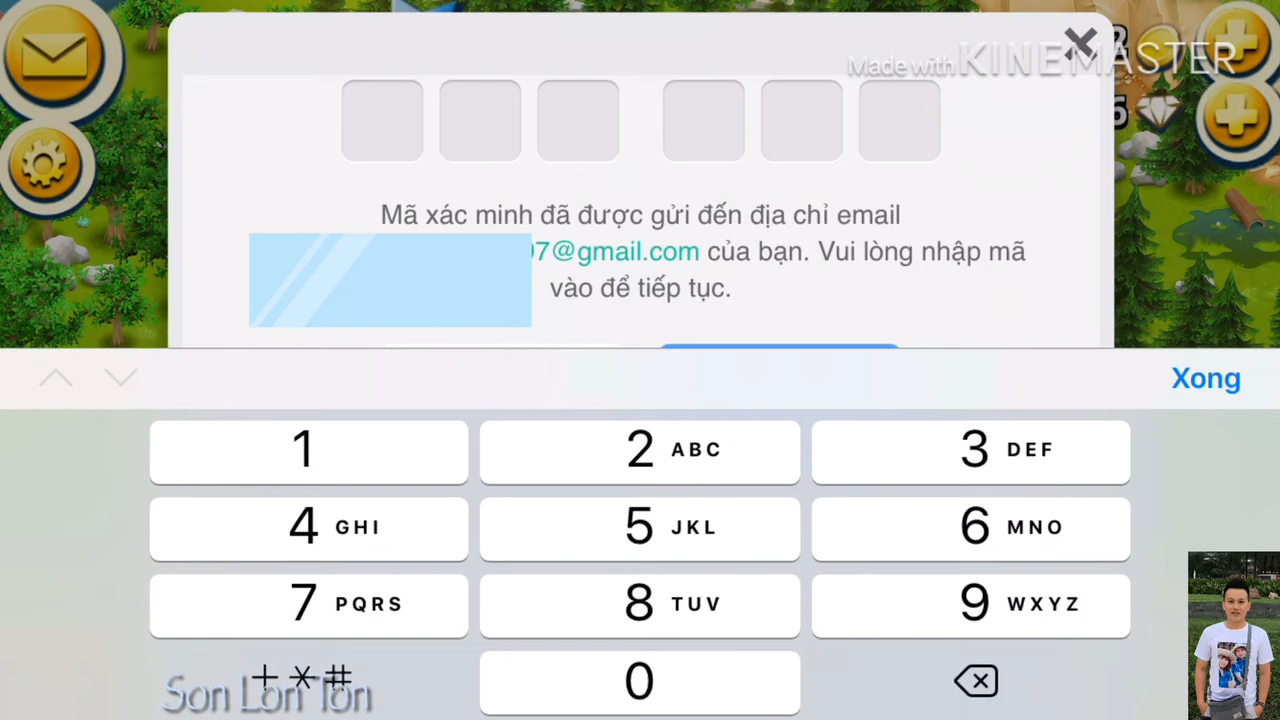 Made with KINEMASTER
Mã xác minh đã được gửi đến địa chỉ email
97@gmail.com của bạn. Vui lòng nhập mã
vào để tiếp tục.
Xong
1
2 ABC
3 DEF
4 GHI
5 JKL
6 MNO
7 PQRS
8 TUV
9 WXYZ
+*#
0
Son Lon Ton